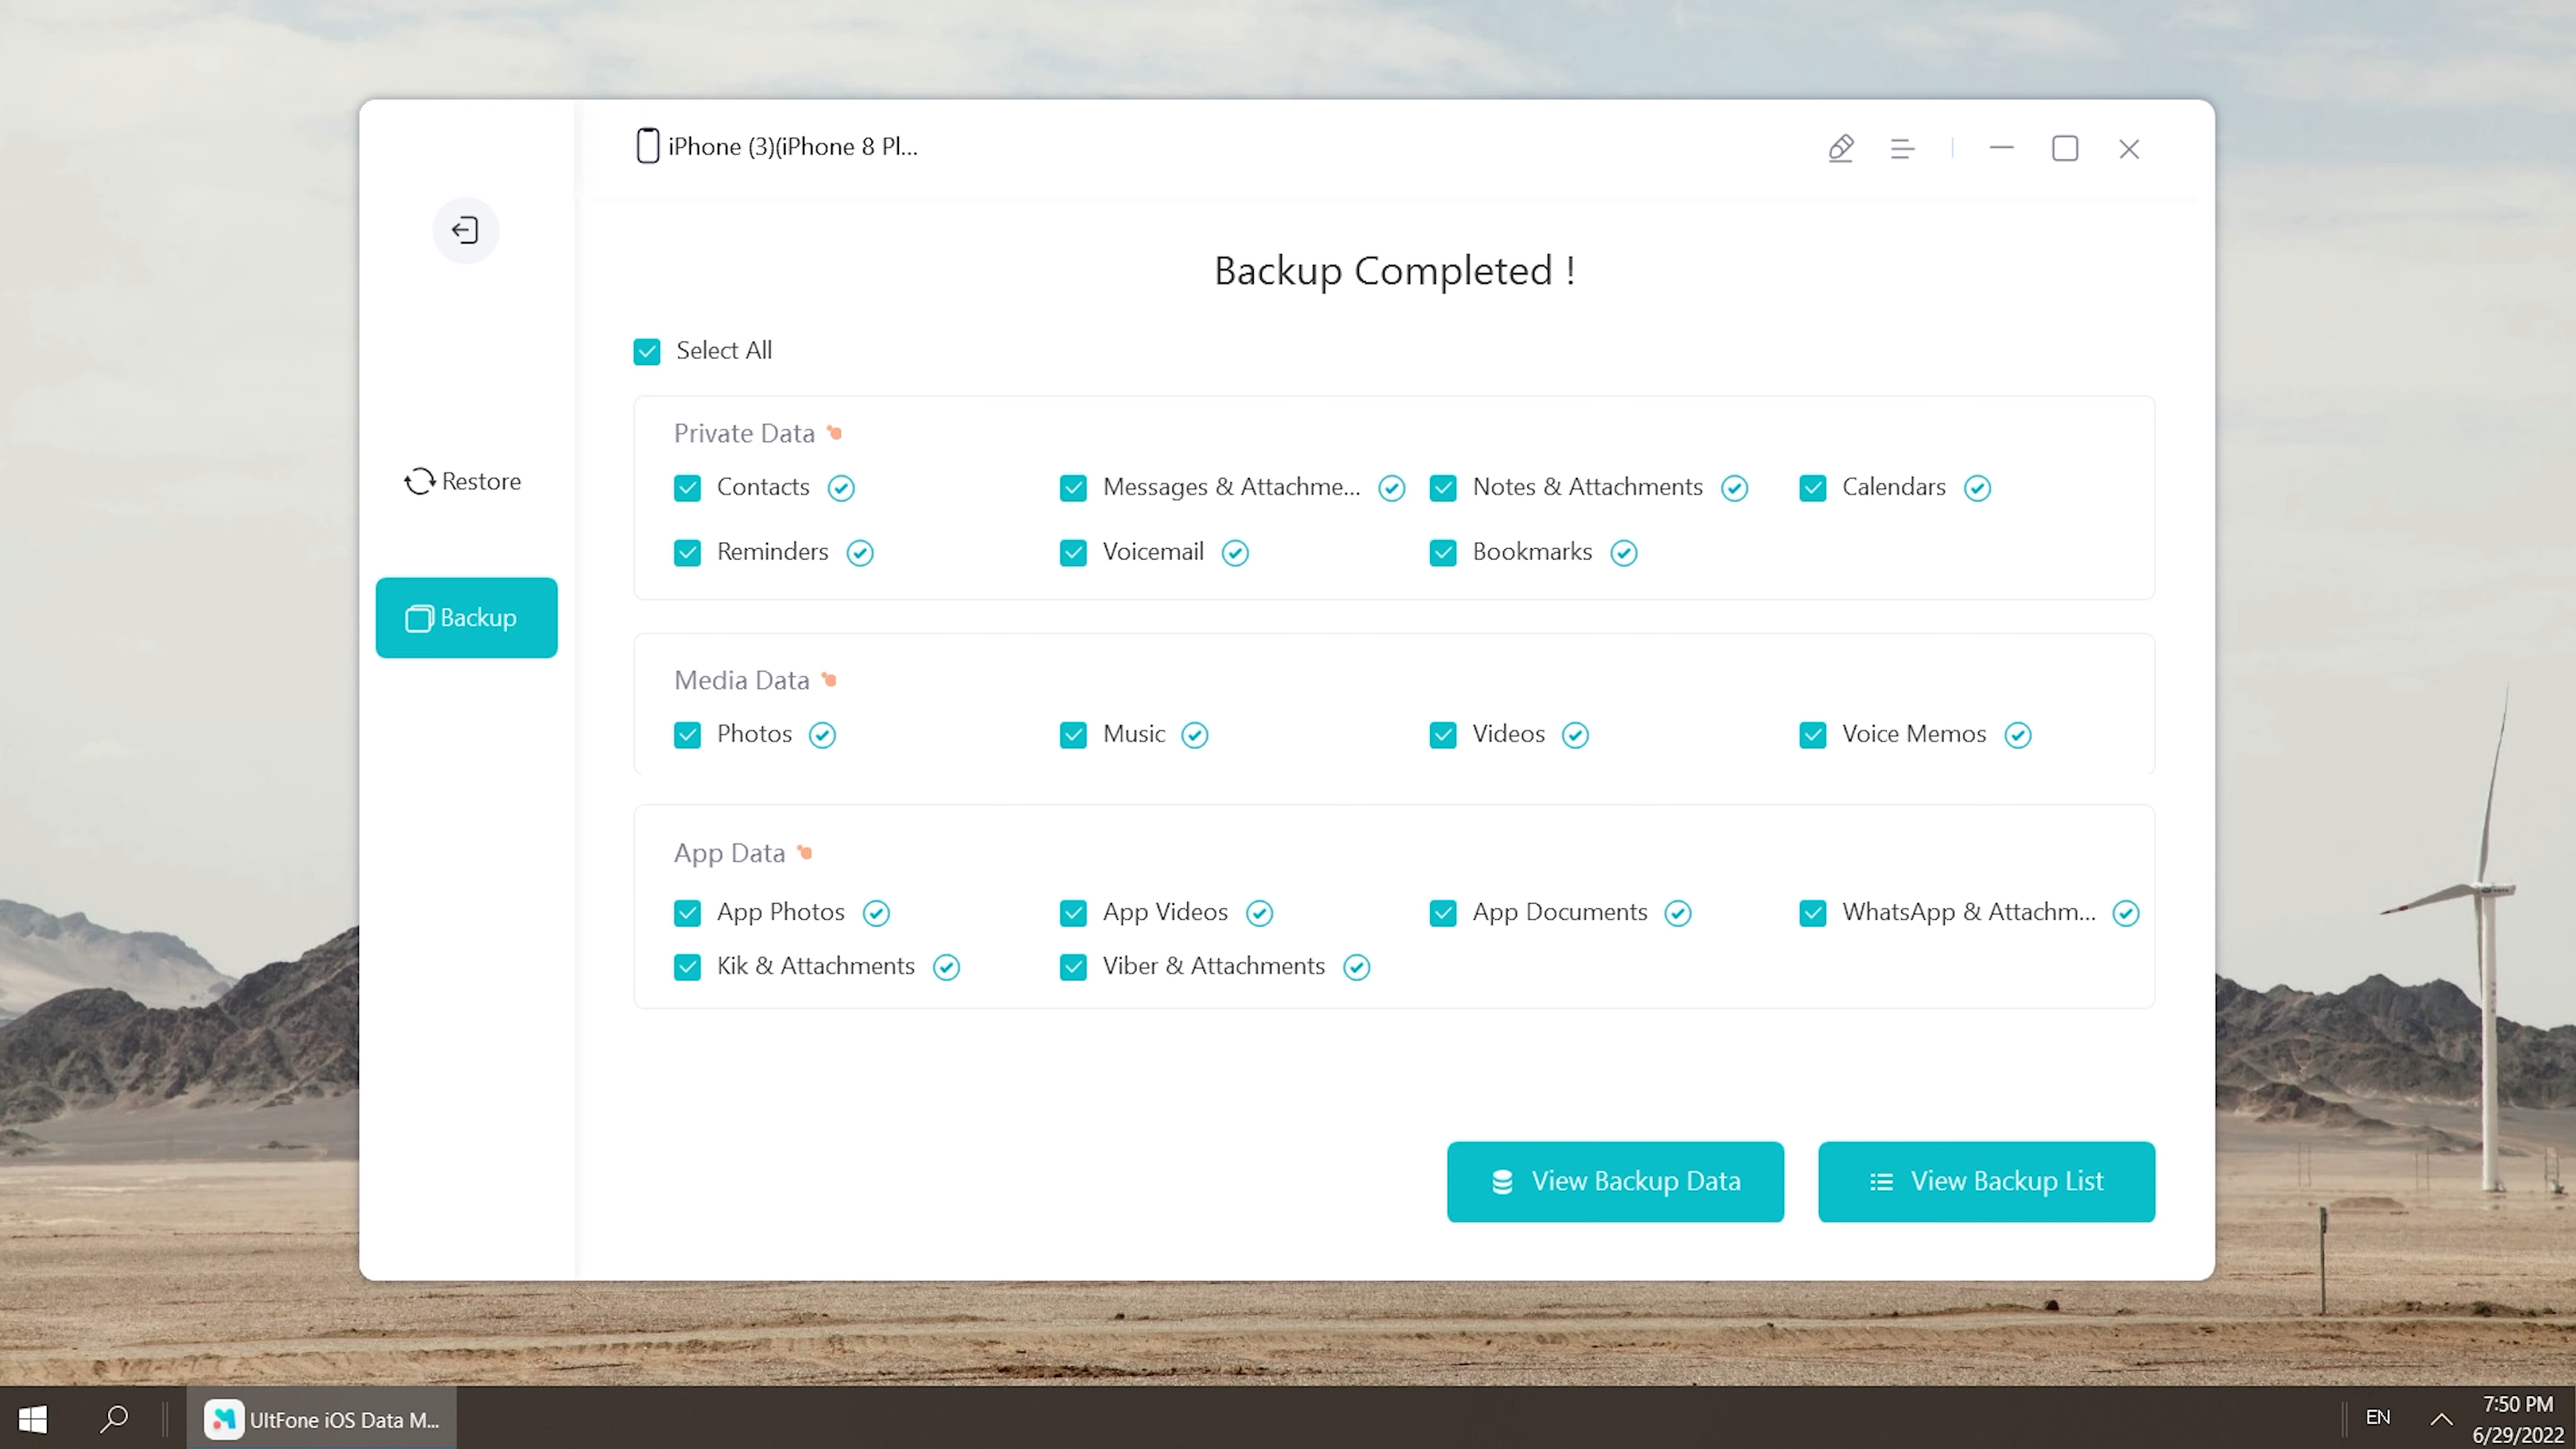 iPhone (3)(iPhone 8 Pl...
Backup Completed !
Select All
Private Data
Contacts
Messages & Attachme...
Notes & Attachments
Calendars
Reminders
Voicemail
Bookmarks
Restore
Backup
Media Data
Photos
Music
Videos
Voice Memos
App Data
App Photos
App Videos
App Documents
WhatsApp & Attachm...
Kik & Attachments
Viber & Attachments
View Backup Data
View Backup List
UltFone iOS Data M...
EN
7:50 PM
6/29/2022